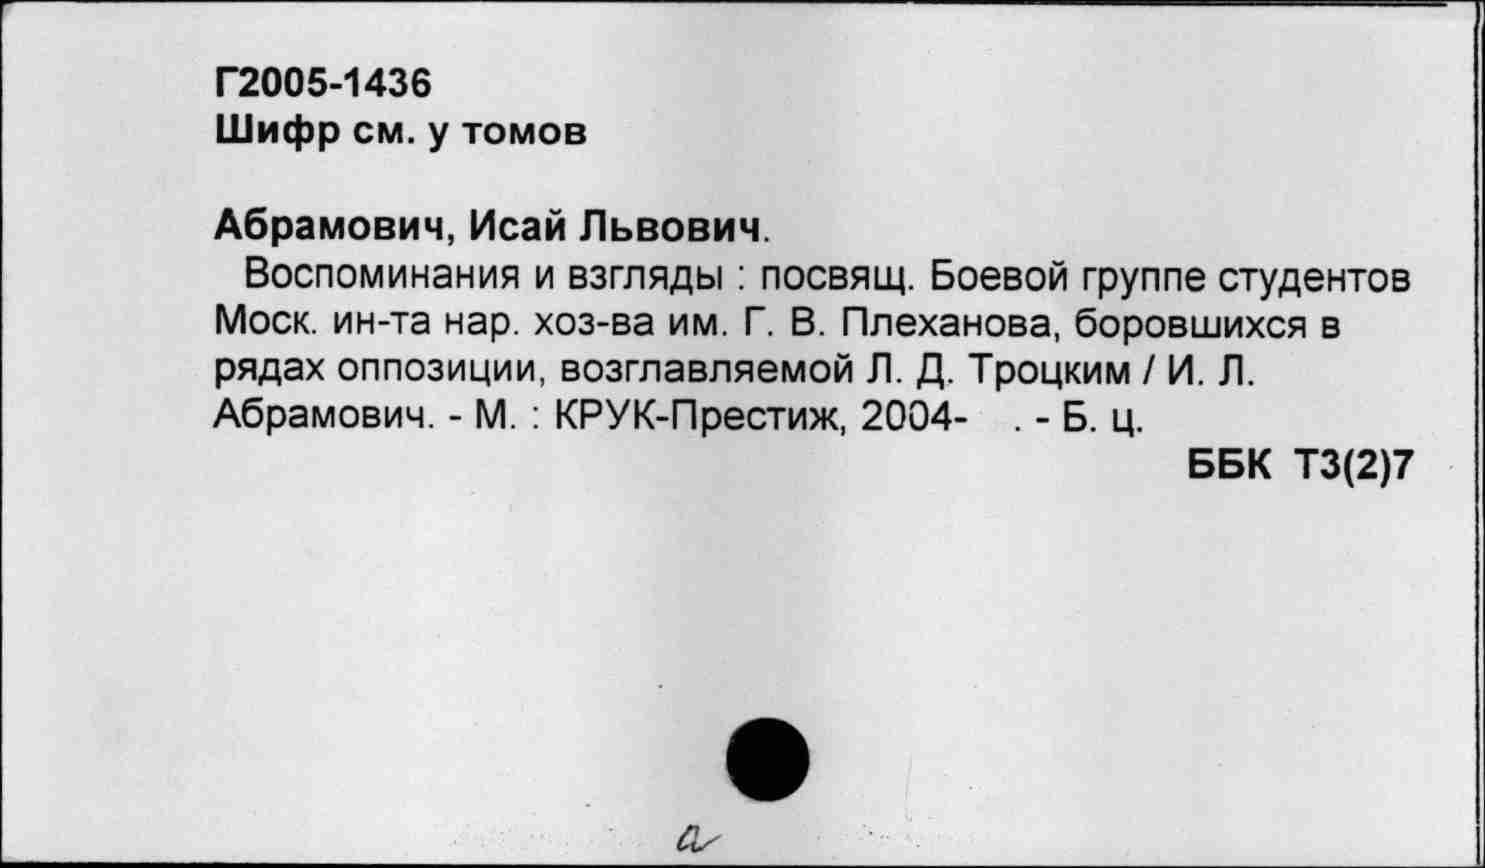 Г2005-1436
Шифр см. у томов
Абрамович, Исай Львович.
Воспоминания и взгляды : посвящ. Боевой группе студентов
Моск. ин-та нар. хоз-ва им. Г. В. Плеханова, боровшихся в
рядах оппозиции, возглавляемой Л. Д. Троцким / И. Л.
Абрамович. - М. : КРУК-Престиж, 2004-   . - Б. ц.
ББК Т3(2)7
а